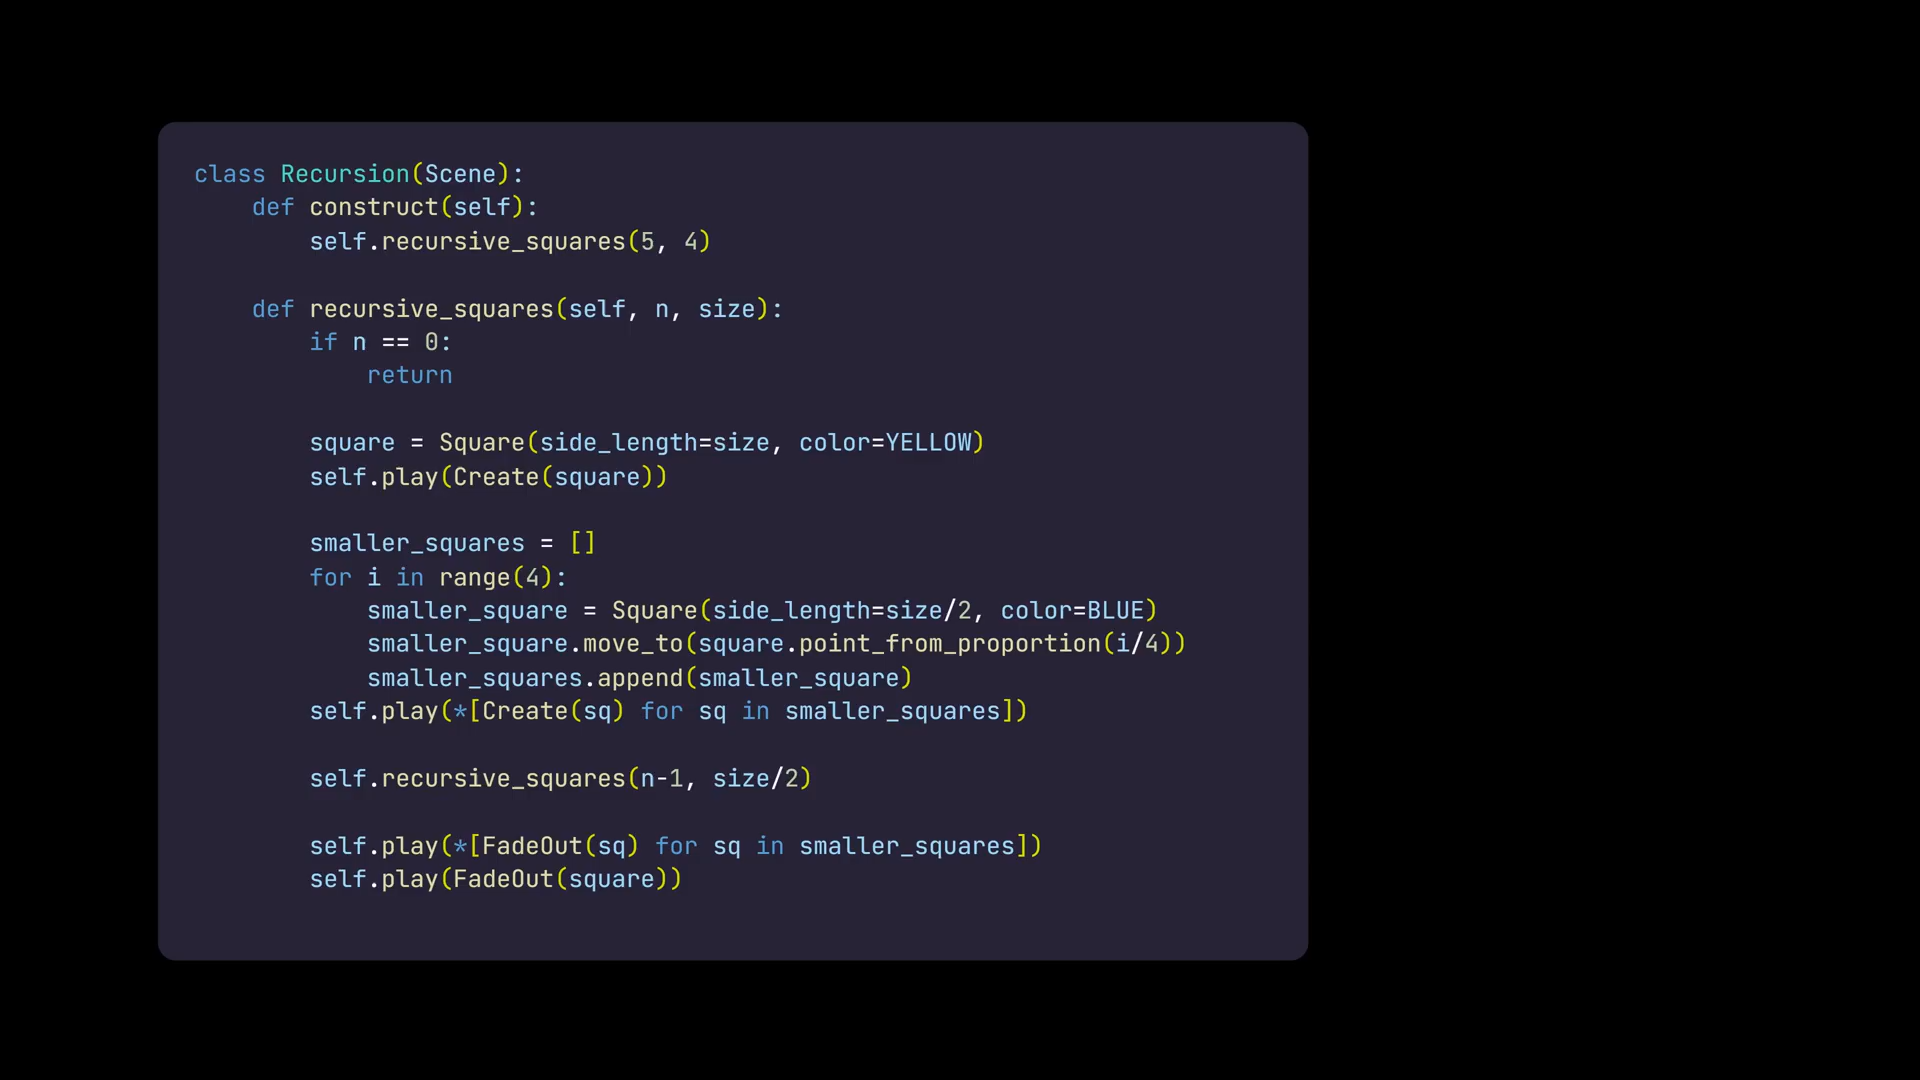 class Recursion(Scene):
    def construct(self):
        self.recursive_squares(5, 4)

    def recursive_squares(self, n, size):
        if n == 0:
            return

        square = Square(side_length=size, color=YELLOW)
        self.play(Create(square))

        smaller_squares = []
        for i in range(4):
            smaller_square = Square(side_length=size/2, color=BLUE)
            smaller_square.move_to(square.point_from_proportion(i/4))
            smaller_squares.append(smaller_square)
        self.play(*[Create(sq) for sq in smaller_squares])

        self.recursive_squares(n-1, size/2)

        self.play(*[FadeOut(sq) for sq in smaller_squares])
        self.play(FadeOut(square))